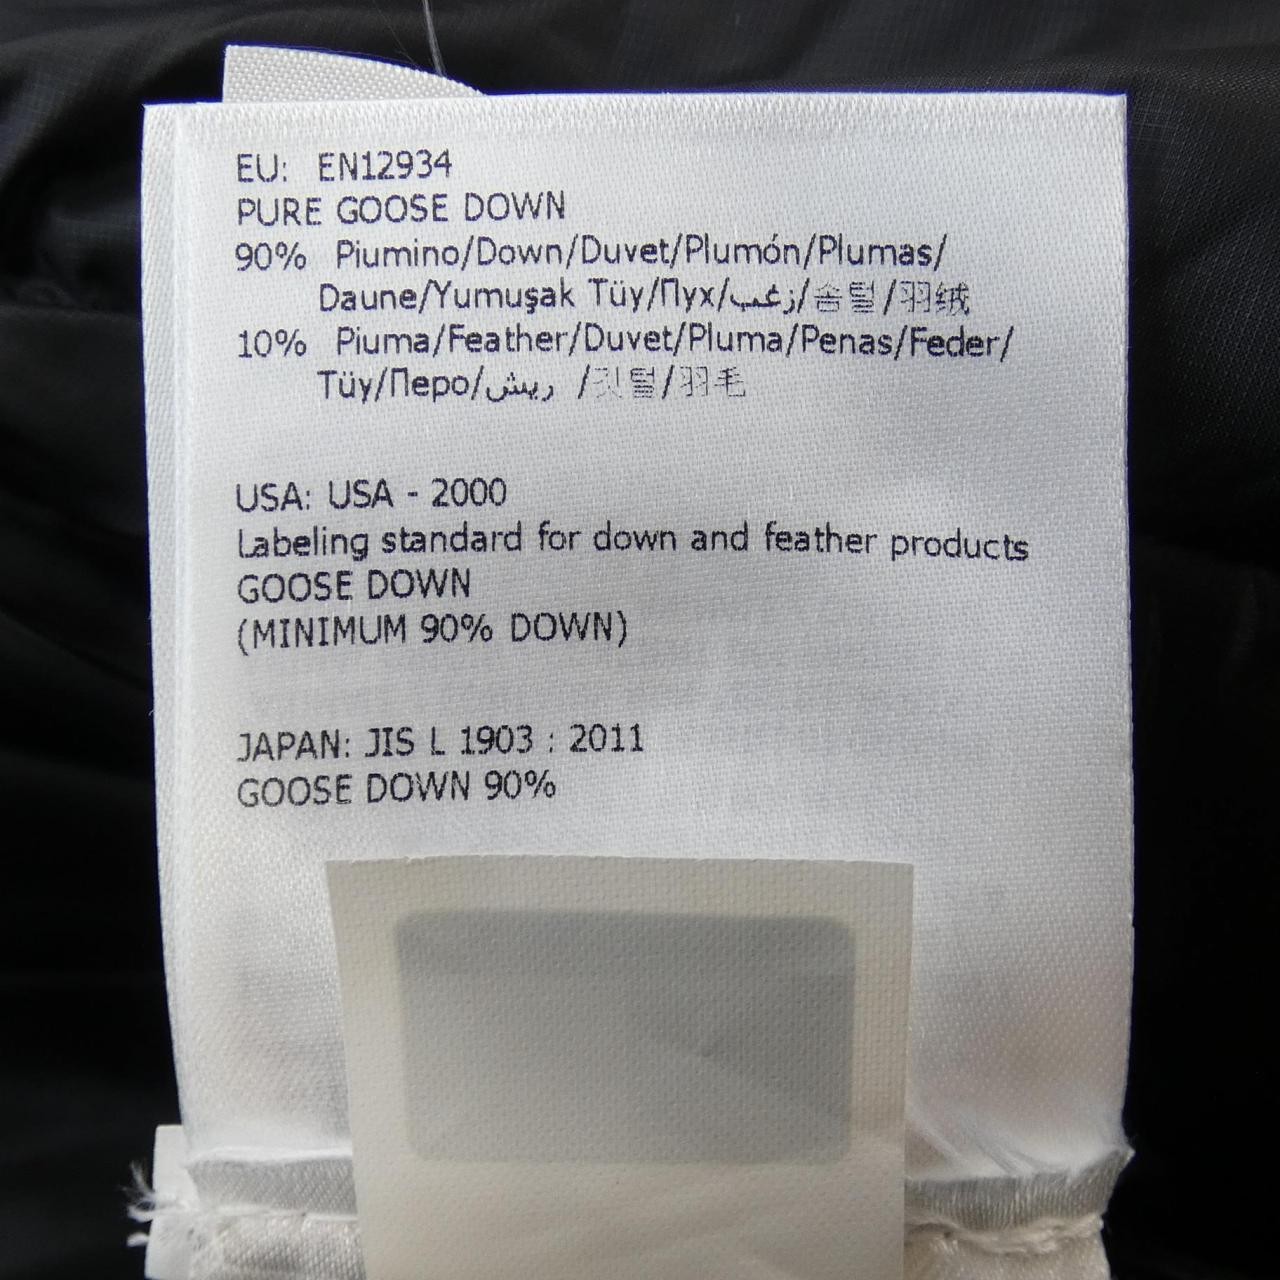 EU: EN12934
PURE GOOSE DOWN
90% Piumino/Down/Duvet/Plumón/Plumas/
Daune/Yumuşak Tüy/Пух/زغب/솜털/羽绒
10% Piuma/Feather/Duvet/Pluma/Penas/Feder/
Tüy/Перо/ريش /깃털/羽毛
USA: USA - 2000
Labeling standard for down and feather products
GOOSE DOWN
(MINIMUM 90% DOWN)
JAPAN: JIS L 1903 : 2011
GOOSE DOWN 90%